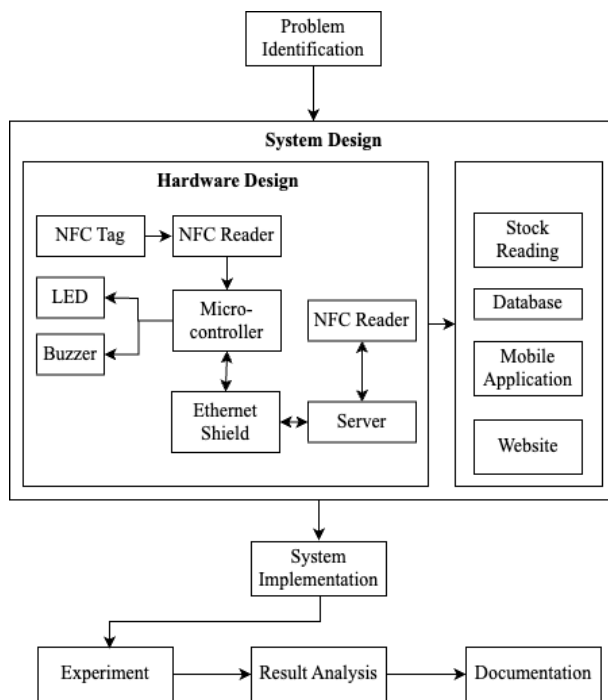 Problem
Identification
System Design
Hardware Design
NFC Tag
NFC Reader
LED
Buzzer
Micro-
controller
NFC Reader
Ethernet
Shield
Server
Stock
Reading
Database
Mobile
Application
Website
System
Implementation
Experiment
Result Analysis
Documentation